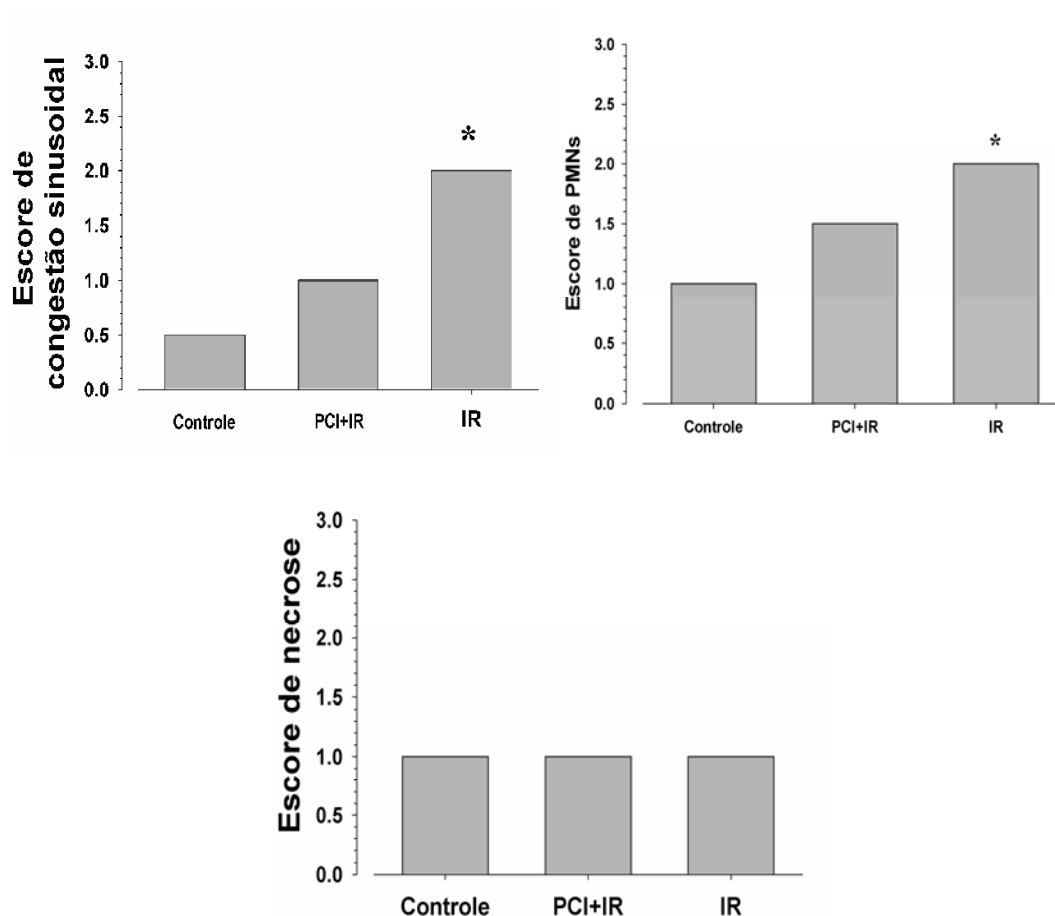 Escore de
congestão sinusoidal
3.0
2.5
2.0
1.5
1.0
0.5
0.0
*
Controle
PCI+IR
IR
Escore de PMNs
3.0
2.5
2.0
1.5
1.0
0.5
0.0
*
Controle
PCI+IR
IR
Escore de necrose
3.0
2.5
2.0
1.5
1.0
0.5
0.0
Controle
PCI+IR
IR